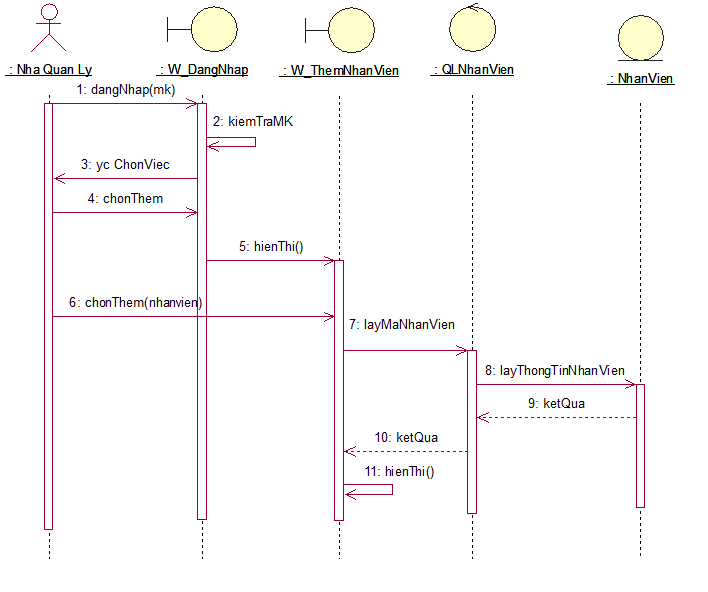 : Nha Quan Ly
: W_DangNhap
: W_ThemNhanVien
: QLNhanVien
: NhanVien
1: dangNhap(mk)
2: kiemTraMK
3: yc ChonViec
4: chonThem
5: hienThi()
6: chonThem(nhanvien)
7: layMaNhanVien
8: layThongTinNhanVien
9: ketQua
10: ketQua
11: hienThi()